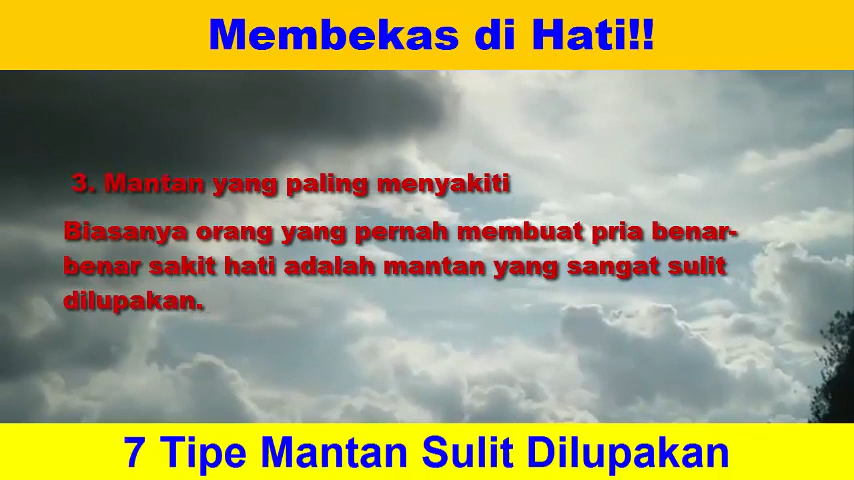 Membekas di Hati!!
3. Mantan yang paling menyakiti
Biasanya orang yang pernah membuat pria benar-
benar sakit hati adalah mantan yang sangat sulit
dilupakan.
7 Tipe Mantan Sulit Dilupakan